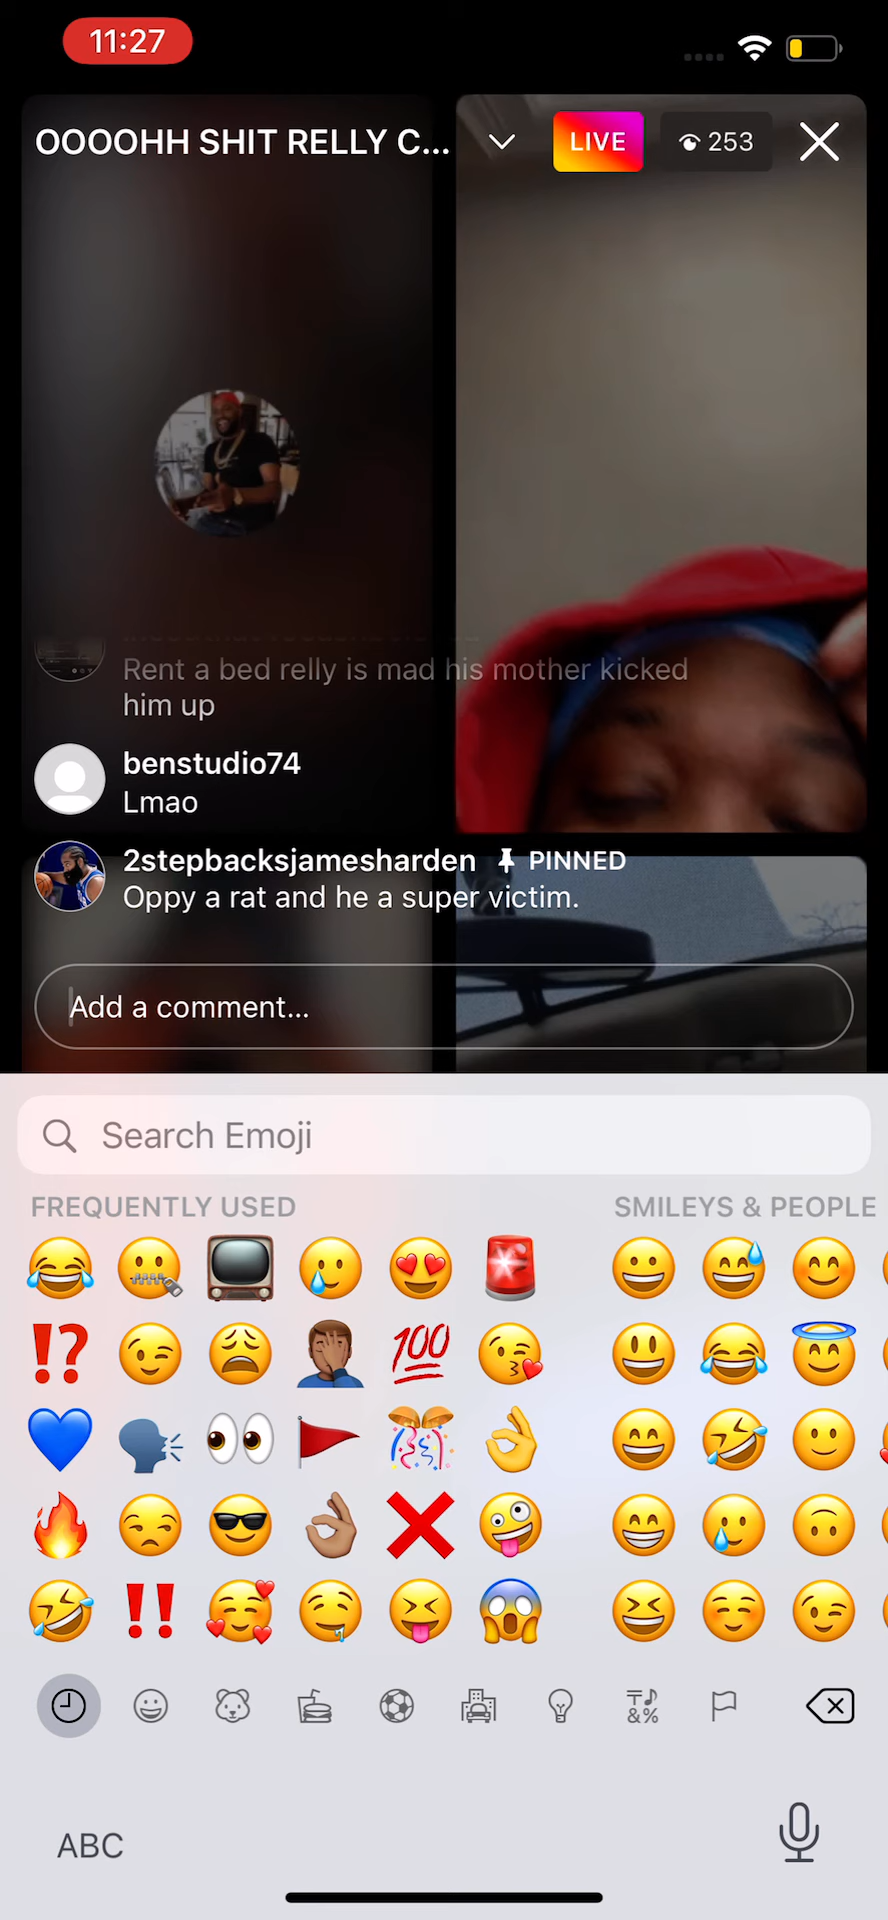 11:27
OOOOHH SHIT RELLY C...
LIVE
253
Rent a bed relly is mad his mother kicked
him up
benstudio74
Lmao
2stepbacksjamesharden PINNED
Oppy a rat and he a super victim.
Add a comment...
Search Emoji
FREQUENTLY USED
SMILEYS & PEOPLE
ABC